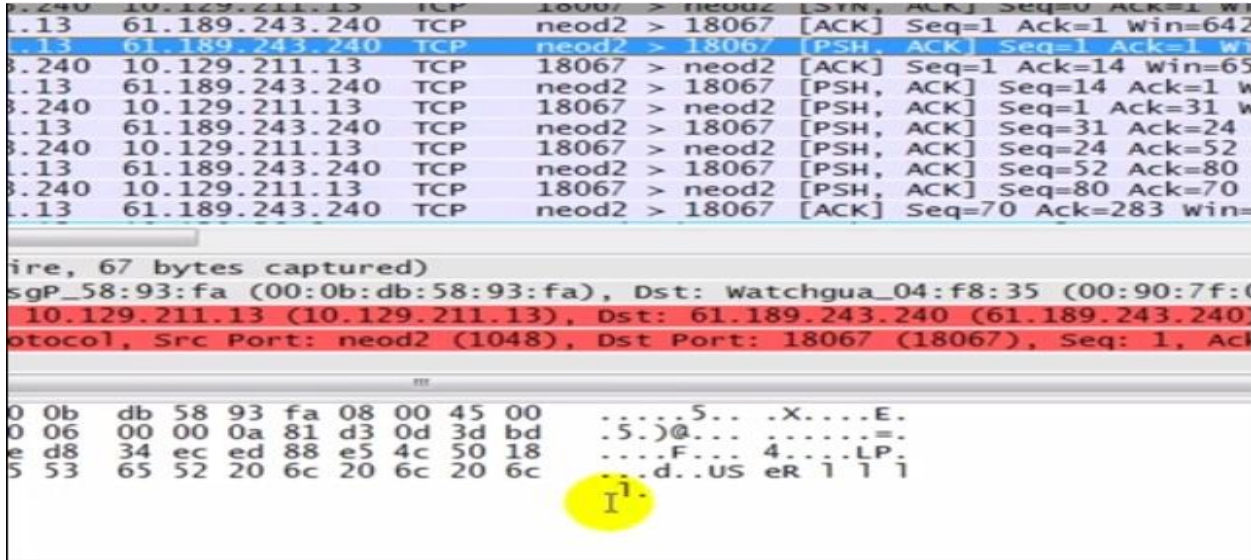 3.240 10.129.211.13 TCP 18067 > neod2 [SYN, ACK] Seq=0 ACK=1 Wi
.13 61.189.243.240 TCP neod2 > 18067 [ACK] Seq=1 Ack=1 Win=642
.13 61.189.243.240 TCP neod2 > 18067 [PSH, ACK] Seq=1 Ack=1 Wi
3.240 10.129.211.13 TCP 18067 > neod2 [ACK] Seq=1 Ack=14 Win=65
.13 61.189.243.240 TCP neod2 > 18067 [PSH, ACK] Seq=14 Ack=1 W
3.240 10.129.211.13 TCP 18067 > neod2 [PSH, ACK] Seq=1 Ack=31 W
.13 61.189.243.240 TCP neod2 > 18067 [PSH, ACK] Seq=31 Ack=24
3.240 10.129.211.13 TCP 18067 > neod2 [PSH, ACK] Seq=24 Ack=52
.13 61.189.243.240 TCP neod2 > 18067 [PSH, ACK] Seq=52 Ack=80
3.240 10.129.211.13 TCP 18067 > neod2 [PSH, ACK] Seq=80 Ack=70
.13 61.189.243.240 TCP neod2 > 18067 [ACK] Seq=70 Ack=283 Win=
ire, 67 bytes captured)
sgP_58:93:fa (00:0b:db:58:93:fa), Dst: Watchgua_04:f8:35 (00:90:7f:0
10.129.211.13 (10.129.211.13), Dst: 61.189.243.240 (61.189.243.240)
otocol, Src Port: neod2 (1048), Dst Port: 18067 (18067), Seq: 1, Ack
0 0b db 58 93 fa 08 00 45 00 .....5.. .X....E.
0 06 00 00 0a 81 d3 0d 3d bd .5.)@... ......=.
e d8 34 ec ed 88 e5 4c 50 18 ....F... 4....LP.
5 53 65 52 20 6c 20 6c 20 6c ...d..US eR l l l
l.